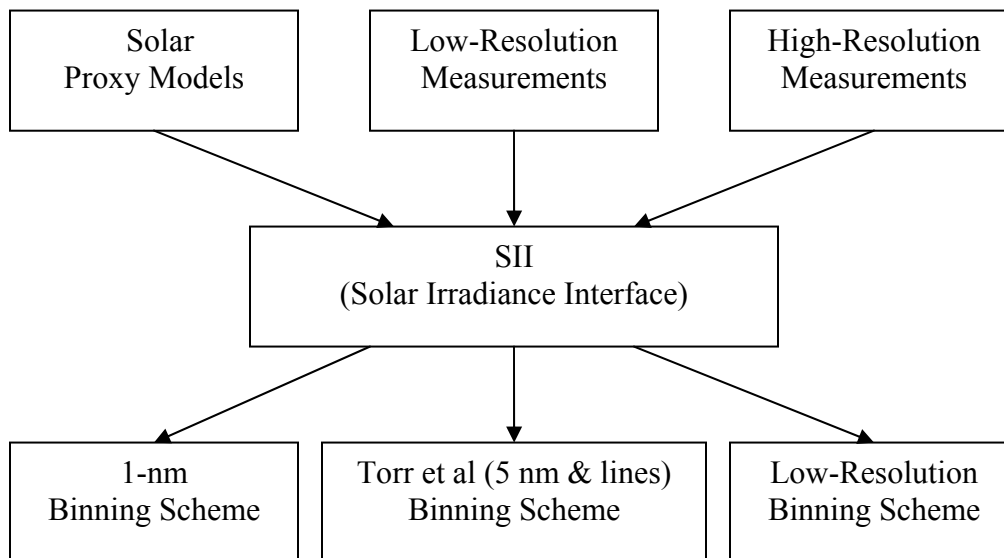 Solar
Proxy Models
Low-Resolution
Measurements
High-Resolution
Measurements
SII
(Solar Irradiance Interface)
1-nm
Binning Scheme
Torr et al (5 nm & lines)
Binning Scheme
Low-Resolution
Binning Scheme